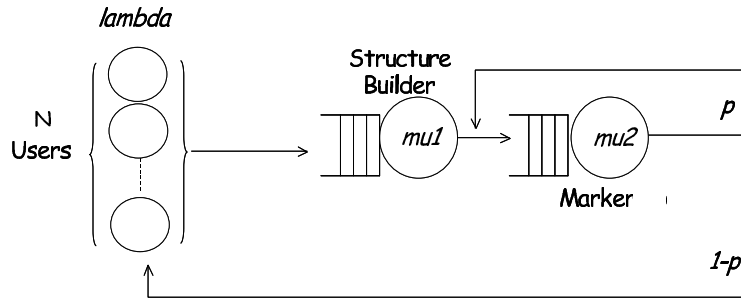 lambda
Structure
Builder
N
Users
mu1
mu2
p
Marker
1-p